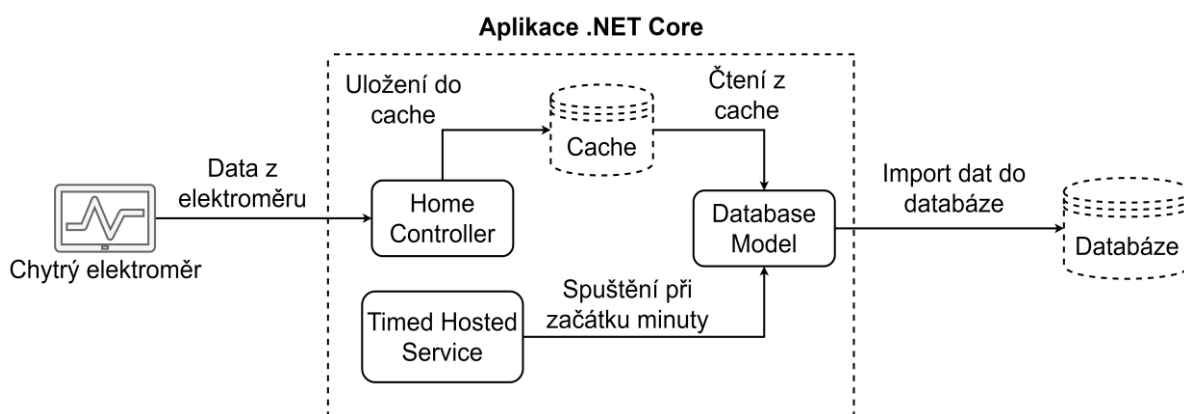 Aplikace .NET Core
Uložení do
cache
Čtení z
cache
Cache
Data z
elektroměru
Home
Controller
Database
Model
Import dat do
databáze
Databáze
Chytrý elektroměr
Timed Hosted
Service
Spuštění při
začátku minuty